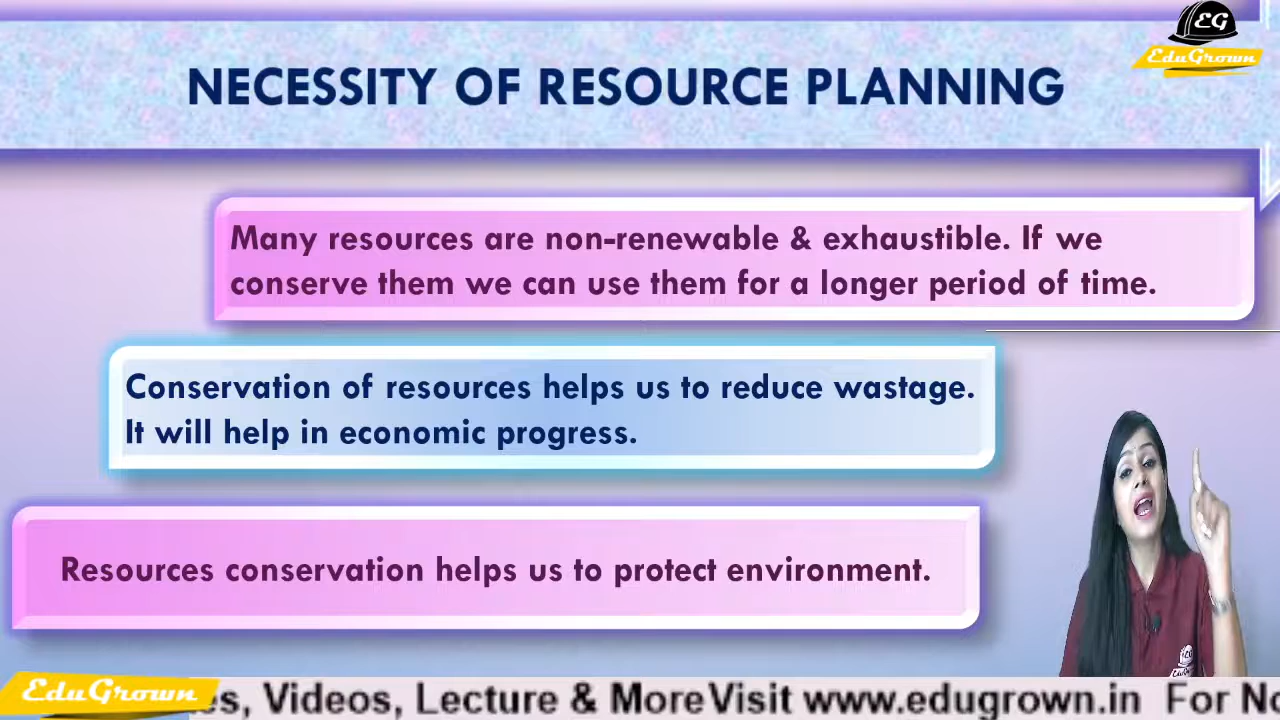 EG
EduGrown
NECESSITY OF RESOURCE PLANNING
Many resources are non-renewable & exhaustible. If we
conserve them we can use them for a longer period of time.
Conservation of resources helps us to reduce wastage.
It will help in economic progress.
Resources conservation helps us to protect environment.
EduGrown
es, Videos, Lecture & More Visit www.edugrown.in For No